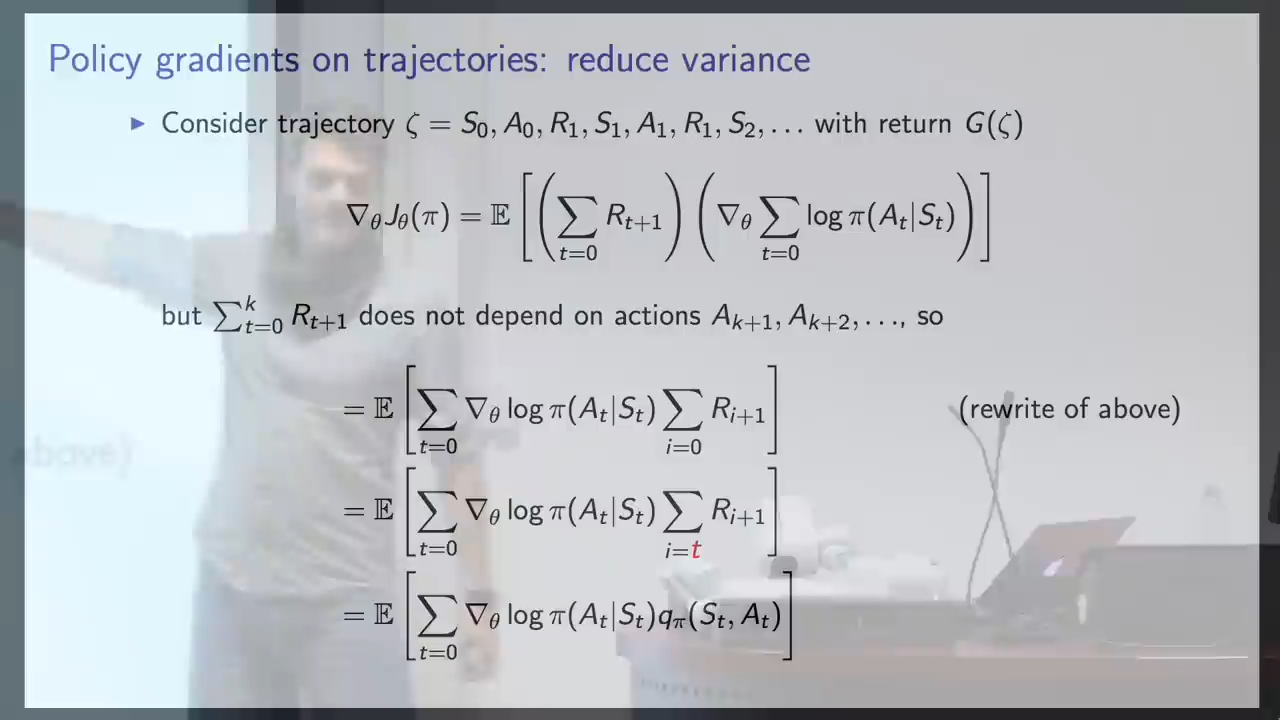 Policy gradients on trajectories: reduce variance
▶ Consider trajectory ζ = S₀, A₀, R₁, S₁, A₁, R₁, S₂, … with return G(ζ)
∇_θ J_θ(π) = 𝔼 [ ( ∑_{t=0} R_{t+1} ) ( ∇_θ ∑_{t=0} log π(A_t|S_t) ) ]
but ∑_{t=0}^{k} R_{t+1} does not depend on actions A_{k+1}, A_{k+2}, …, so
= 𝔼 [ ∑_{t=0} ∇_θ log π(A_t|S_t) ∑_{i=0} R_{i+1} ] (rewrite of above)
= 𝔼 [ ∑_{t=0} ∇_θ log π(A_t|S_t) ∑_{i=t} R_{i+1} ]
= 𝔼 [ ∑_{t=0} ∇_θ log π(A_t|S_t) q_π(S_t, A_t) ]
above)